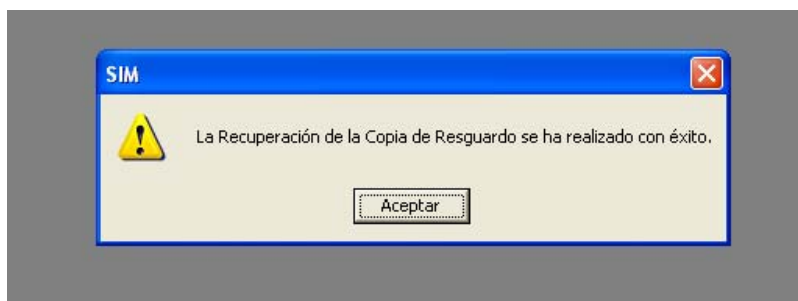 SIM
La Recuperación de la Copia de Resguardo se ha realizado con éxito.
Aceptar